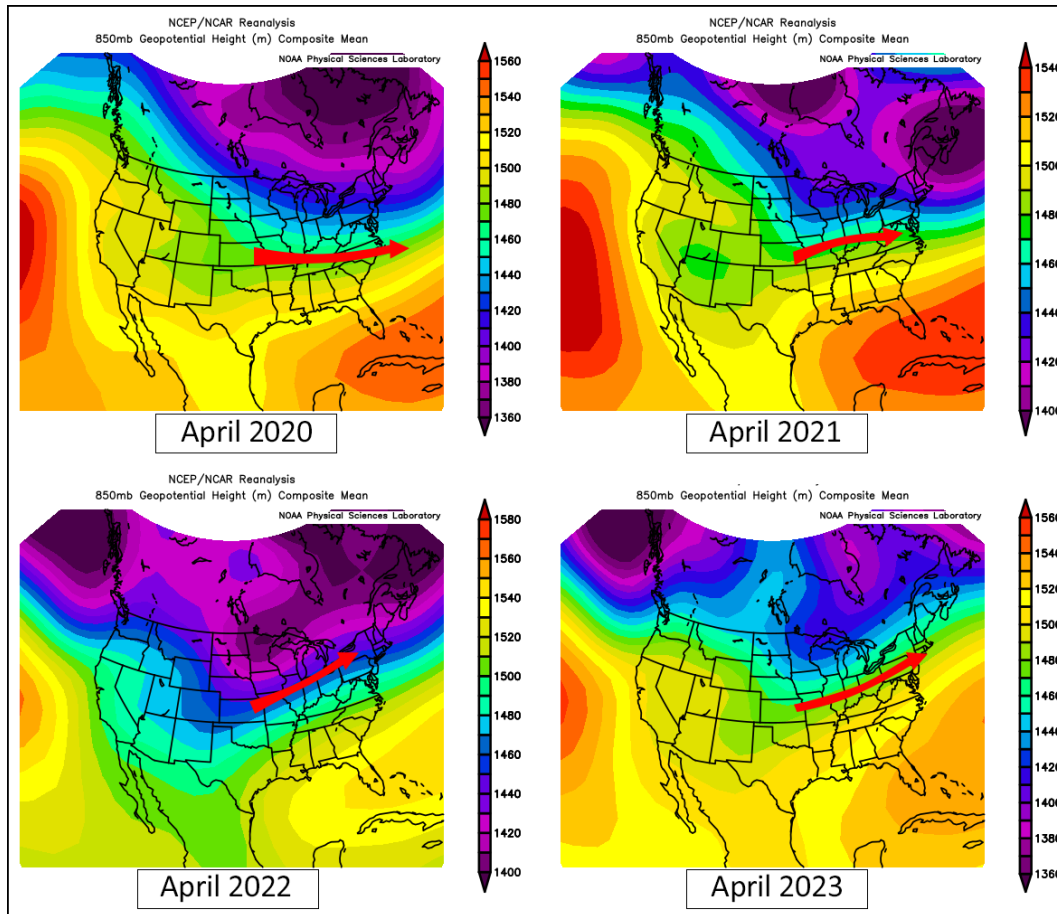 NCEP/NCAR Reanalysis
850mb Geopotential Height (m) Composite Mean
NOAA Physical Sciences Laboratory
1560
1540
1520
1500
1480
1460
1440
1420
1400
1380
1360
April 2020
NCEP/NCAR Reanalysis
850mb Geopotential Height (m) Composite Mean
NOAA Physical Sciences Laboratory
1540
1520
1500
1480
1460
1440
1420
1400
April 2021
NCEP/NCAR Reanalysis
850mb Geopotential Height (m) Composite Mean
NOAA Physical Sciences Laboratory
1580
1560
1540
1520
1500
1480
1460
1440
1420
1400
April 2022
850mb Geopotential Height (m) Composite Mean
NOAA Physical Sciences Laboratory
1560
1540
1520
1500
1480
1460
1440
1420
1400
1380
1360
April 2023